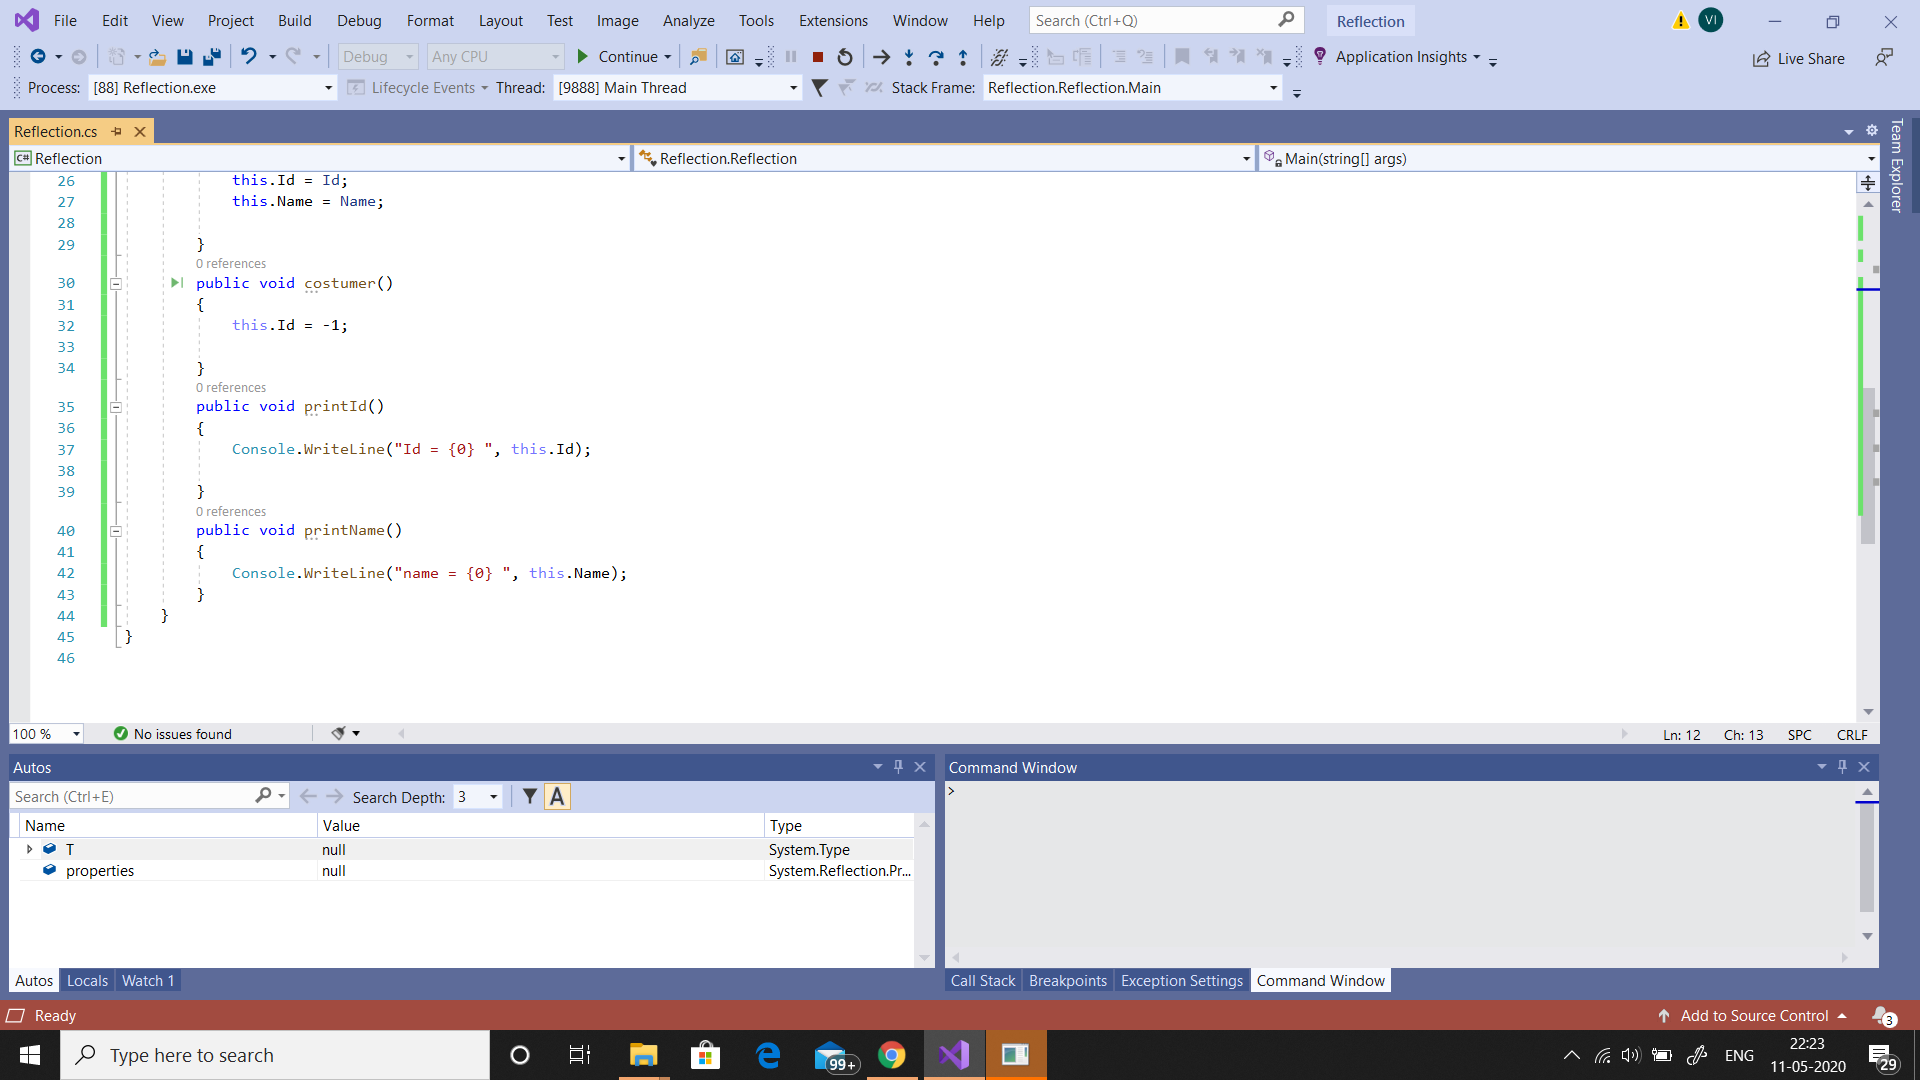 File Edit View Project Build Debug Format Layout Test Image Analyze Tools Extensions Window Help Search (Ctrl+Q) Reflection VI
Debug Any CPU Continue Application Insights Live Share
Process: [88] Reflection.exe Lifecycle Events Thread: [9888] Main Thread Stack Frame: Reflection.Reflection.Main
Reflection.cs
C# Reflection Reflection.Reflection Main(string[] args)
Team Explorer
26 this.Id = Id;
27 this.Name = Name;
28
29 }
0 references
30 public void costumer()
31 {
32 this.Id = -1;
33
34 }
0 references
35 public void printId()
36 {
37 Console.WriteLine("Id = {0} ", this.Id);
38
39 }
0 references
40 public void printName()
41 {
42 Console.WriteLine("name = {0} ", this.Name);
43 }
44 }
45 }
46
100 % No issues found Ln: 12 Ch: 13 SPC CRLF
Autos
Search (Ctrl+E) Search Depth: 3 A
Name Value Type
T null System.Type
properties null System.Reflection.Pr...
Autos Locals Watch 1
Command Window
>
Call Stack Breakpoints Exception Settings Command Window
Ready Add to Source Control 3
Type here to search 99+ ENG 22:23
11-05-2020 29